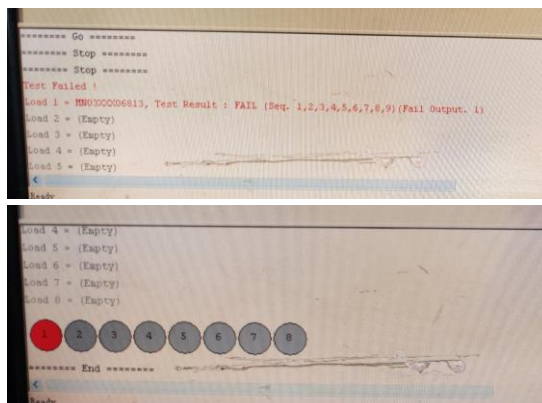 ======== Go ========
======== Stop ========
======== Stop ========
Test Failed !
Load 1 = MN03XXX06813, Test Result : FAIL (Seq. 1,2,3,4,5,6,7,8,9)(Fail Output. 1)
Load 2 = (Empty)
Load 3 = (Empty)
Load 4 = (Empty)
Load 5 = (Empty)
Ready
Load 4 = (Empty)
Load 5 = (Empty)
Load 6 = (Empty)
Load 7 = (Empty)
Load 8 = (Empty)
1 2 3 4 5 6 7 8
======== End ========
Ready